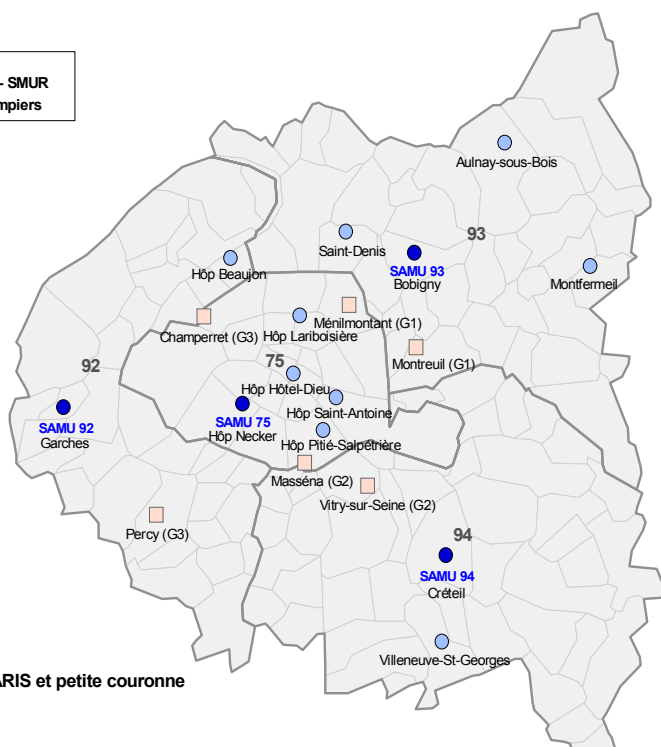 - SMUR
mpiers
Aulnay-sous-Bois
93
Saint-Denis
SAMU 93
Bobigny
Hôp Beaujon
Montfermeil
Ménilmontant (G1)
Champerret (G3)
Hôp Lariboisière
Montreuil (G1)
75
92
Hôp Hôtel-Dieu
Hôp Saint-Antoine
SAMU 92
Garches
SAMU 75
Hôp Necker
Hôp Pitié-Salpétrière
Masséna (G2)
Vitry-sur-Seine (G2)
Percy (G3)
94
SAMU 94
Créteil
Villeneuve-St-Georges
ARIS et petite couronne